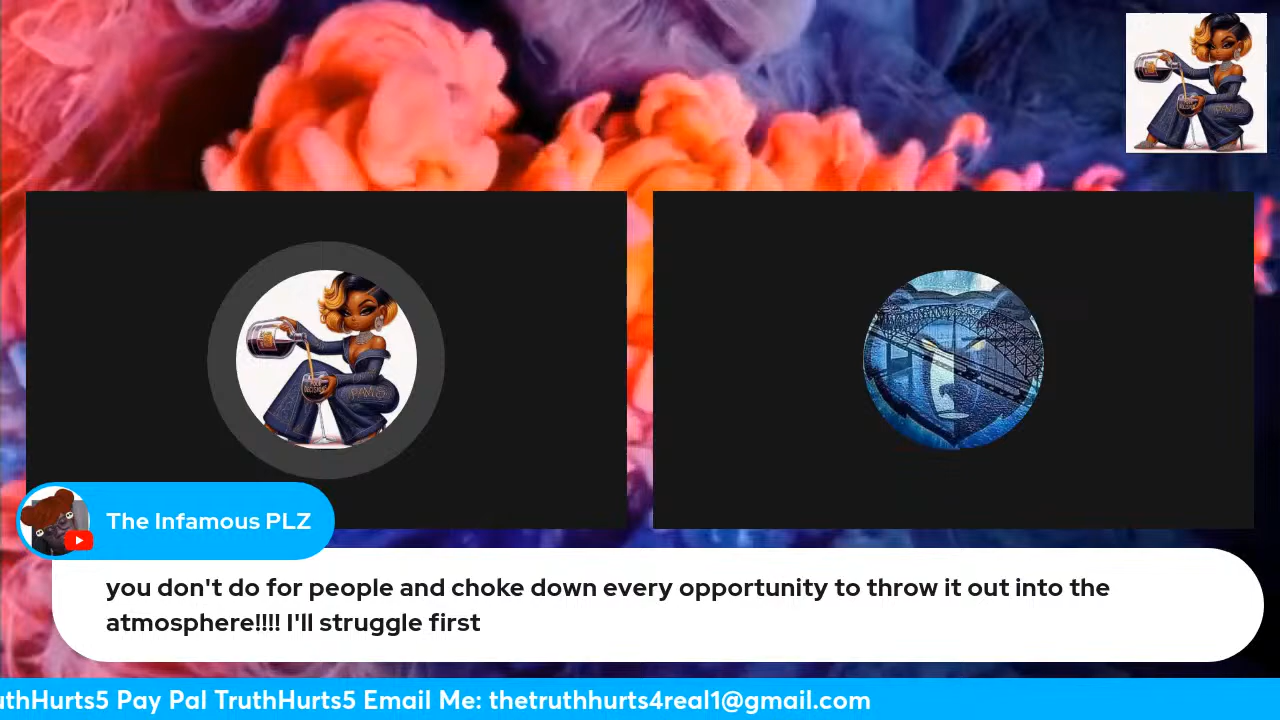 The Infamous PLZ
you don't do for people and choke down every opportunity to throw it out into the
atmosphere!!!! I'll struggle first
uthHurts5 Pay Pal TruthHurts5 Email Me: thetruthhurts4real1@gmail.com